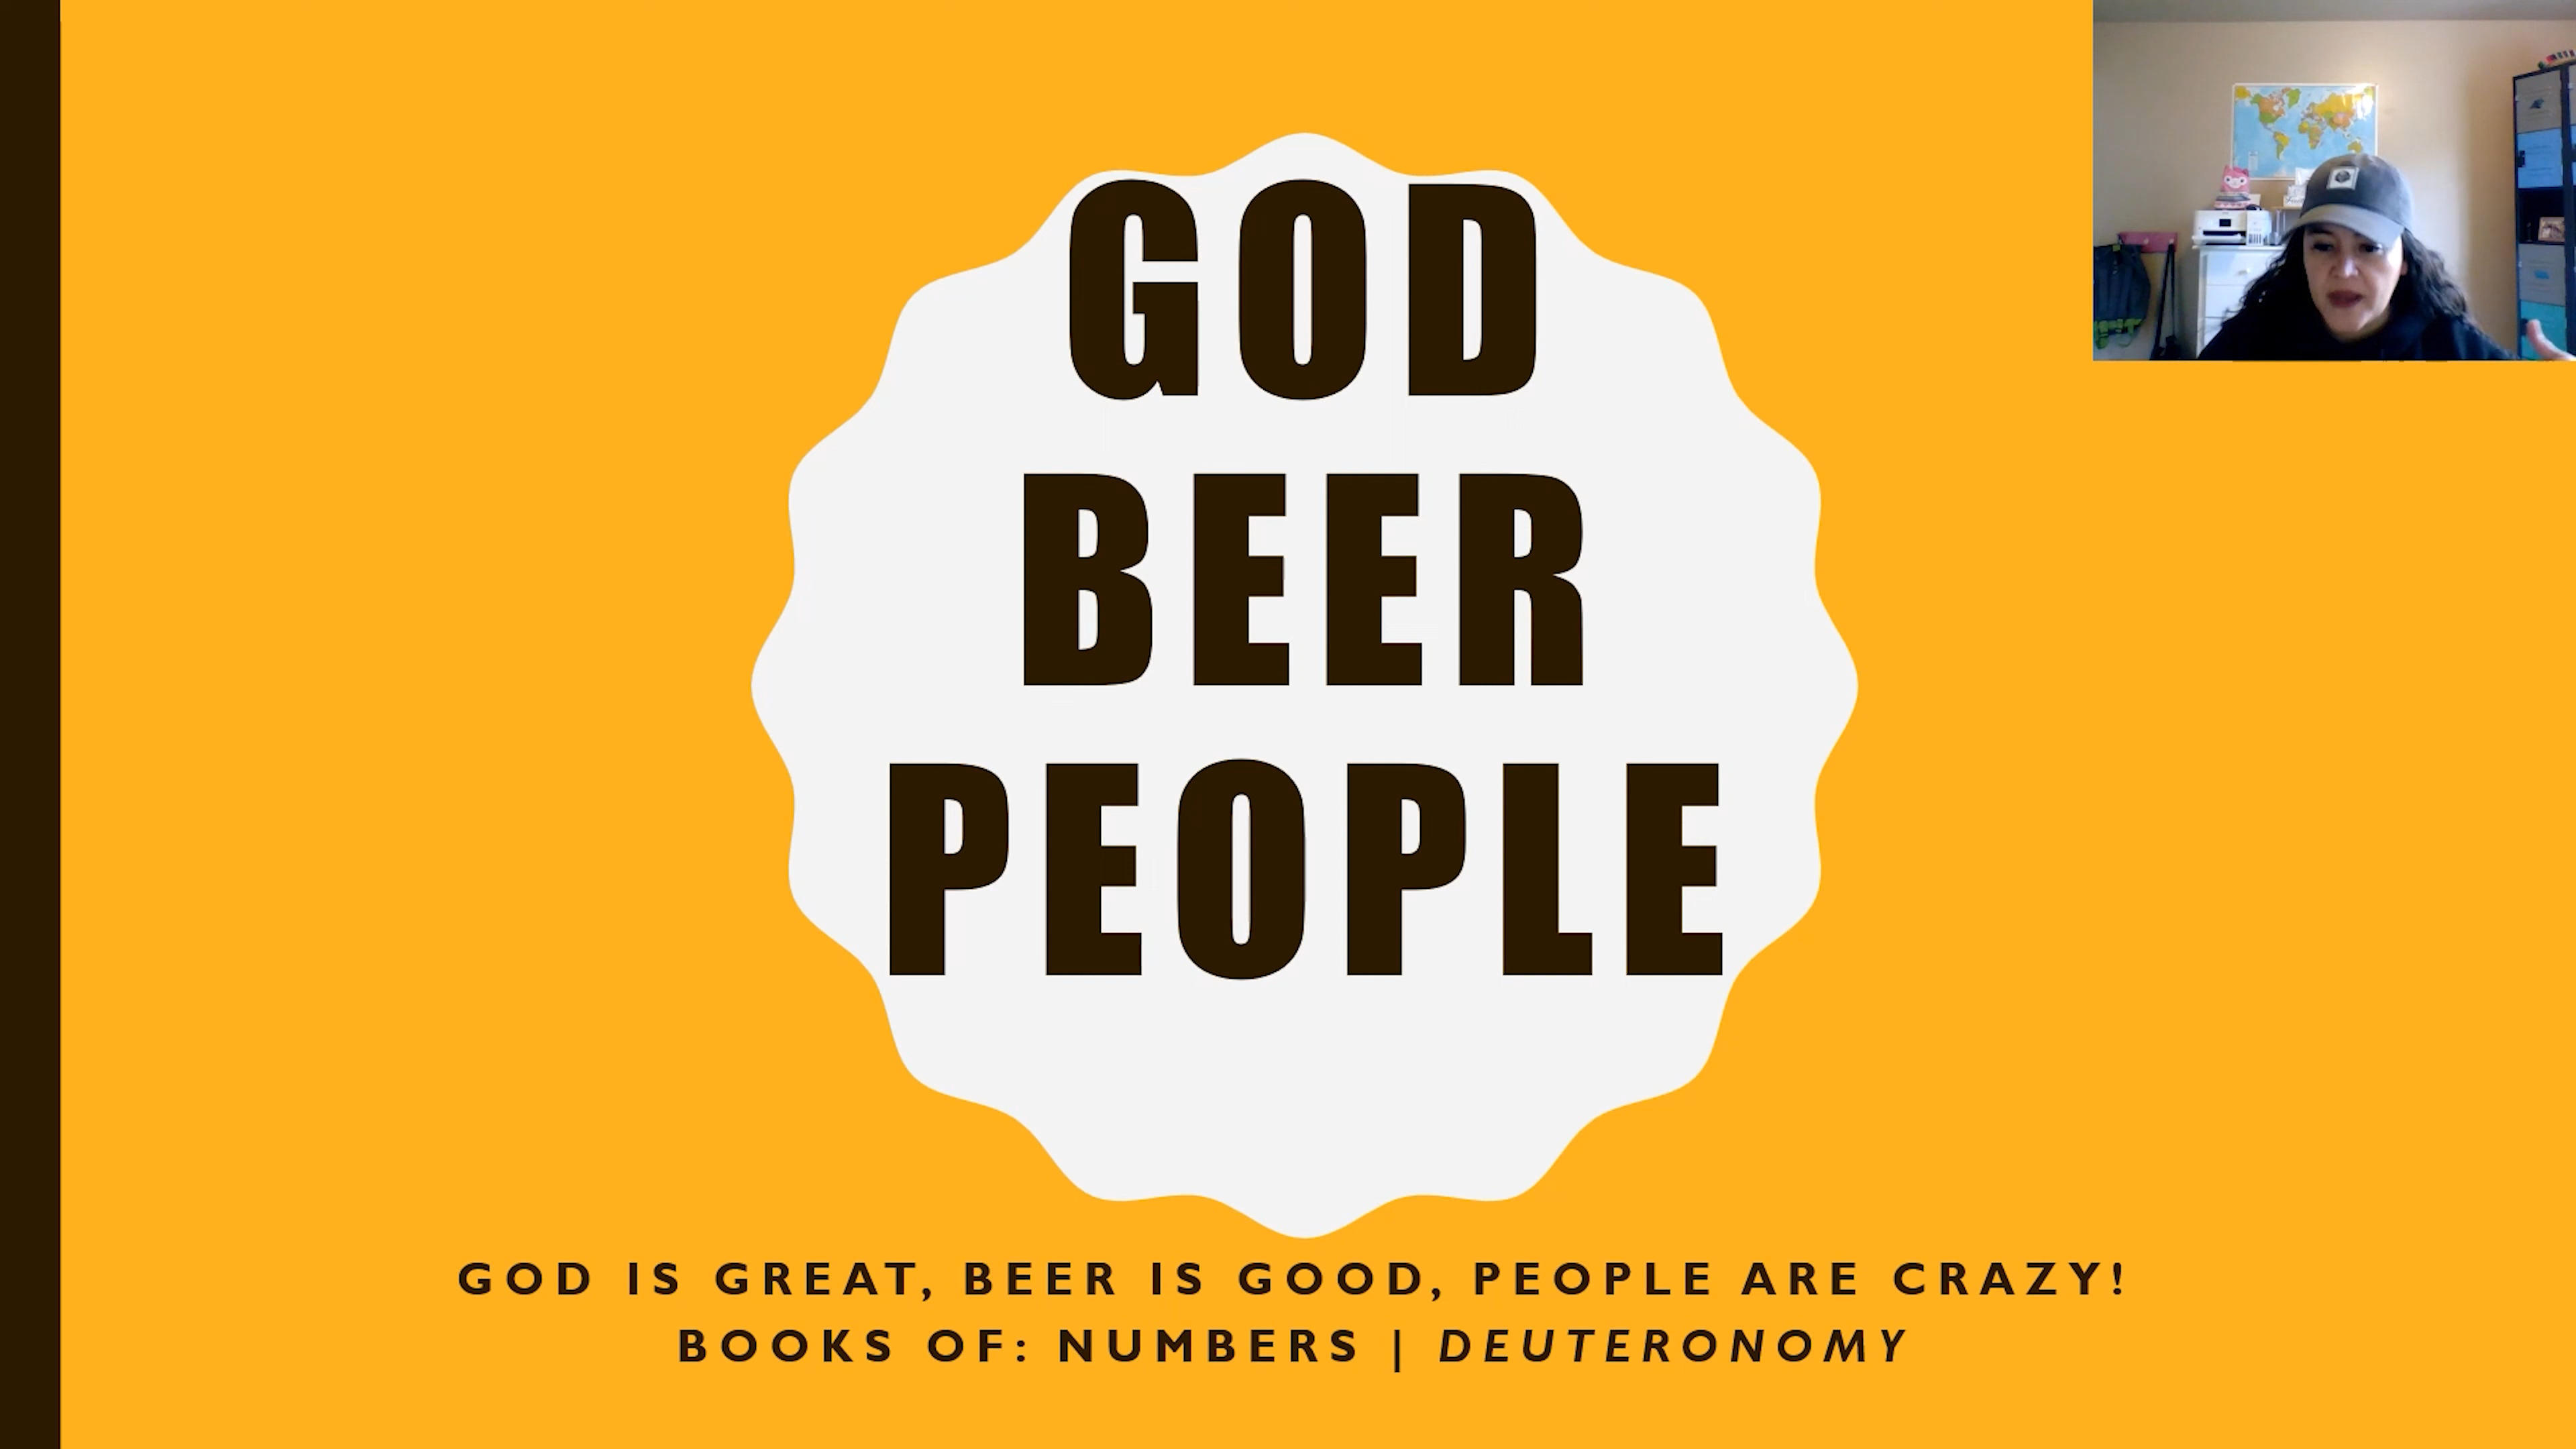 GOD
BEER
PEOPLE
GOD IS GREAT, BEER IS GOOD, PEOPLE ARE CRAZY!
BOOKS OF: NUMBERS | DEUTERONOMY